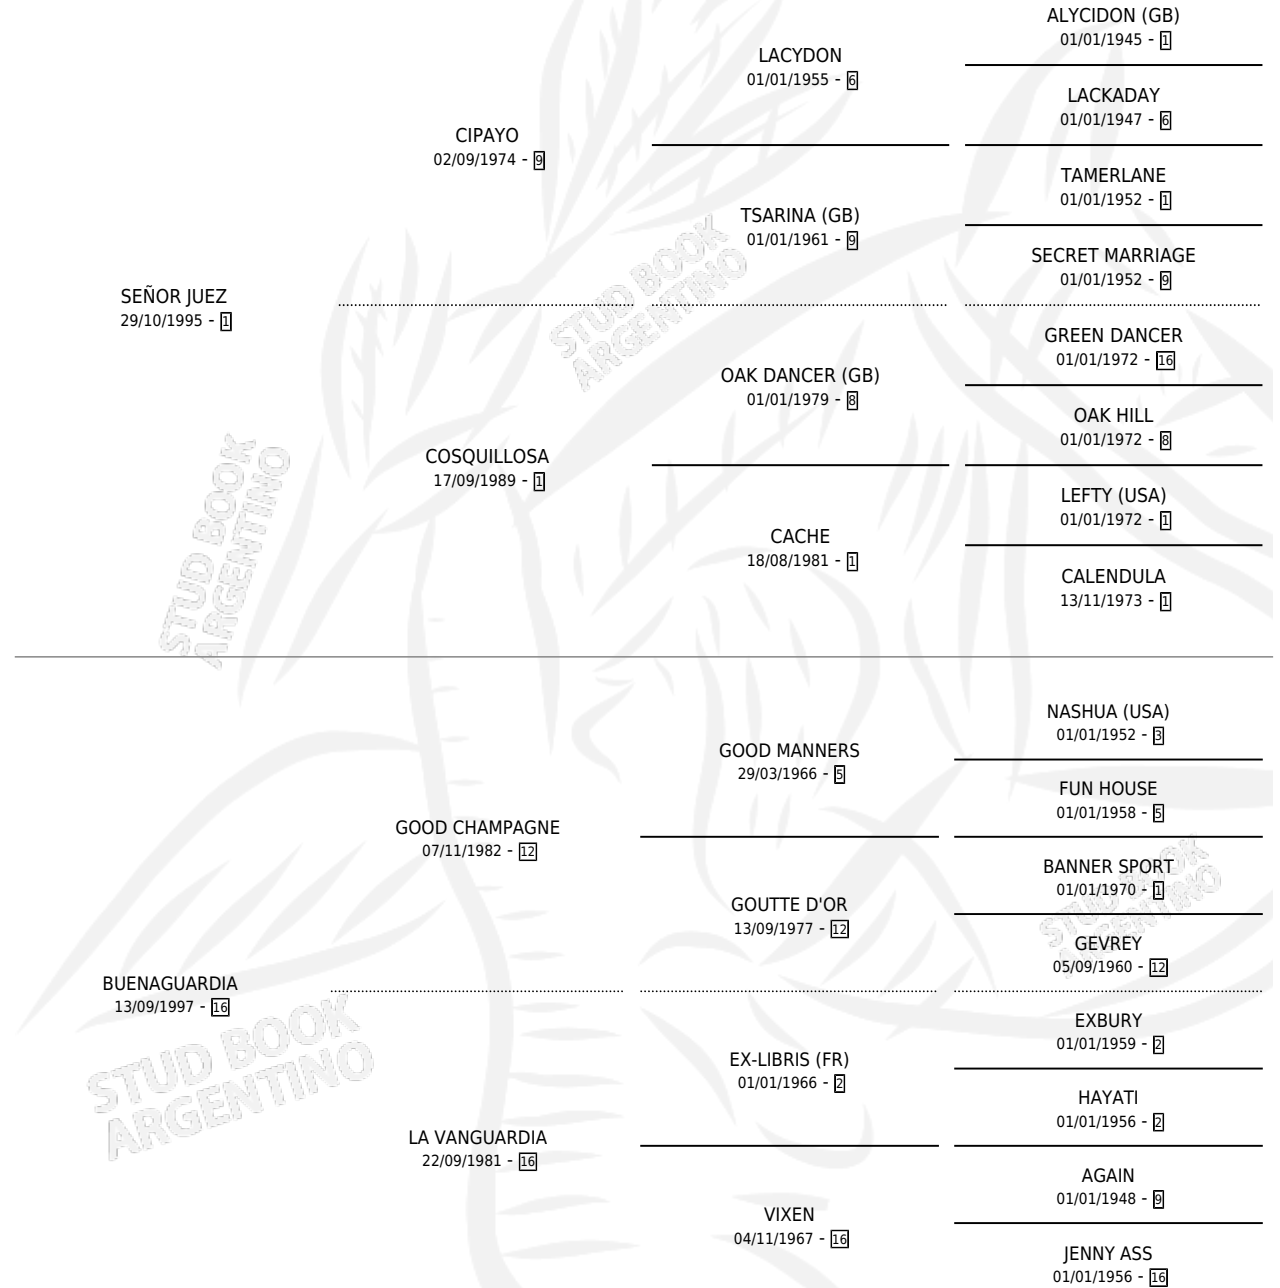 ALYCIDON (GB)
01/01/1945 - 1
LACYDON
01/01/1955 - 6
LACKADAY
01/01/1947 - 6
CIPAYO
02/09/1974 - 9
TAMERLANE
01/01/1952 - 1
TSARINA (GB)
01/01/1961 - 9
SECRET MARRIAGE
01/01/1952 - 9
SEÑOR JUEZ
29/10/1995 - 1
GREEN DANCER
01/01/1972 - 16
OAK DANCER (GB)
01/01/1979 - 8
OAK HILL
01/01/1972 - 8
COSQUILLOSA
17/09/1989 - 1
LEFTY (USA)
01/01/1972 - 1
CACHE
18/08/1981 - 1
CALENDULA
13/11/1973 - 1
NASHUA (USA)
01/01/1952 - 3
GOOD MANNERS
29/03/1966 - 5
FUN HOUSE
01/01/1958 - 5
GOOD CHAMPAGNE
07/11/1982 - 12
BANNER SPORT
01/01/1970 - 1
GOUTTE D'OR
13/09/1977 - 12
GEVREY
05/09/1960 - 12
BUENAGUARDIA
13/09/1997 - 16
EXBURY
01/01/1959 - 2
EX-LIBRIS (FR)
01/01/1966 - 2
HAYATI
01/01/1956 - 2
LA VANGUARDIA
22/09/1981 - 16
AGAIN
01/01/1948 - 9
VIXEN
04/11/1967 - 16
JENNY ASS
01/01/1956 - 16
STUD BOOK
ARGENTINO
STUD BOOK
ARGENTINO
STUD BOOK
ARGENTINO
STUD BOOK
ARGENTINO